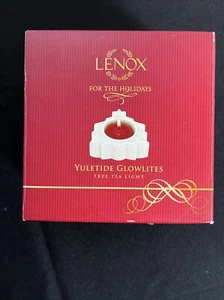 LENOX
FOR THE HOLIDAYS
YULETIDE GLOWLITES
TREE TEA LIGHT